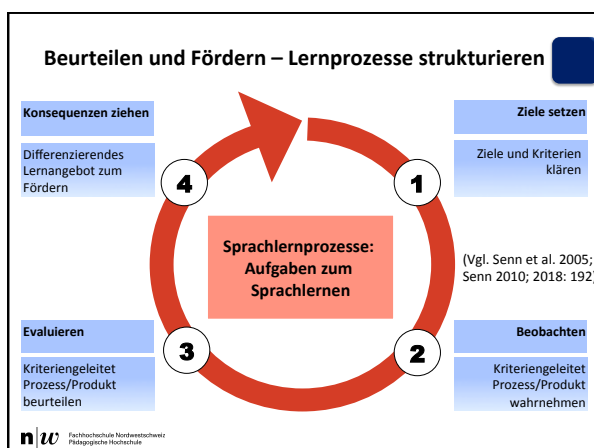 Beurteilen und Fördern – Lernprozesse strukturieren
Konsequenzen ziehen
Differenzierendes
Lernangebot zum
Fördern
Ziele setzen
Ziele und Kriterien
klären
4
1
Sprachlernprozesse:
Aufgaben zum
Sprachlernen
(Vgl. Senn et al. 2005;
Senn 2010; 2018: 192)
3
2
Evaluieren
Kriteriengeleitet
Prozess/Produkt
beurteilen
Beobachten
Kriteriengeleitet
Prozess/Produkt
wahrnehmen
n|w Fachhochschule Nordwestschweiz
Pädagogische Hochschule